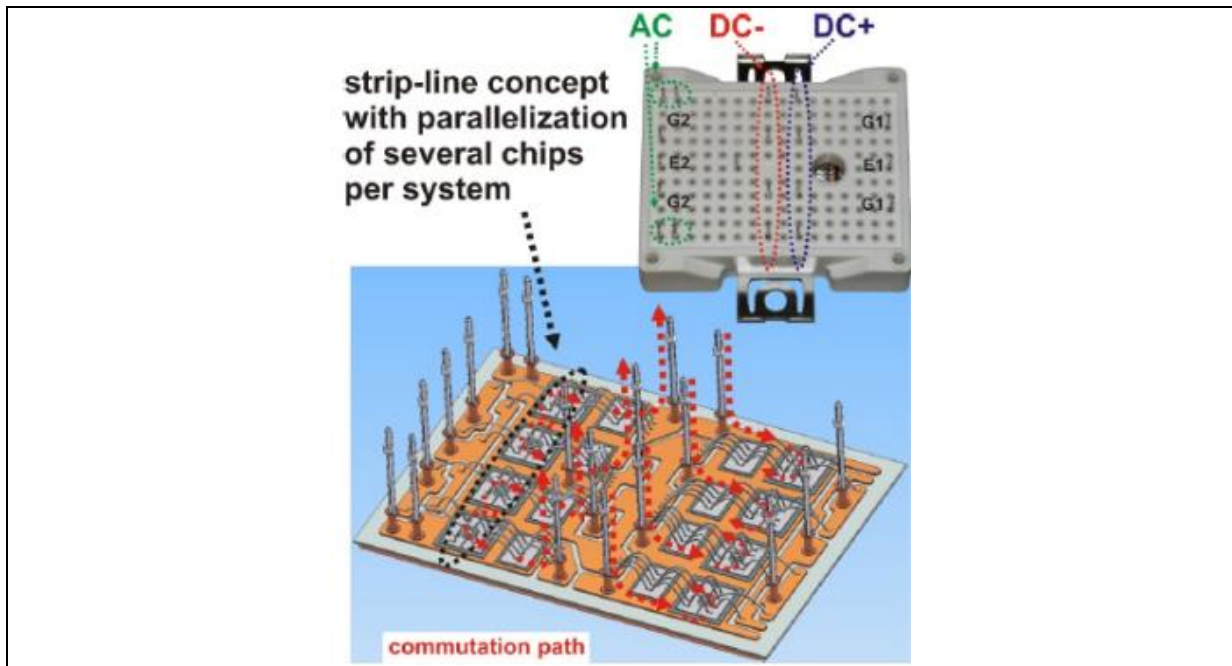 AC DC- DC+
strip-line concept
with parallelization
of several chips
per system
G2 G1
E2 E1
G2 G1
commutation path